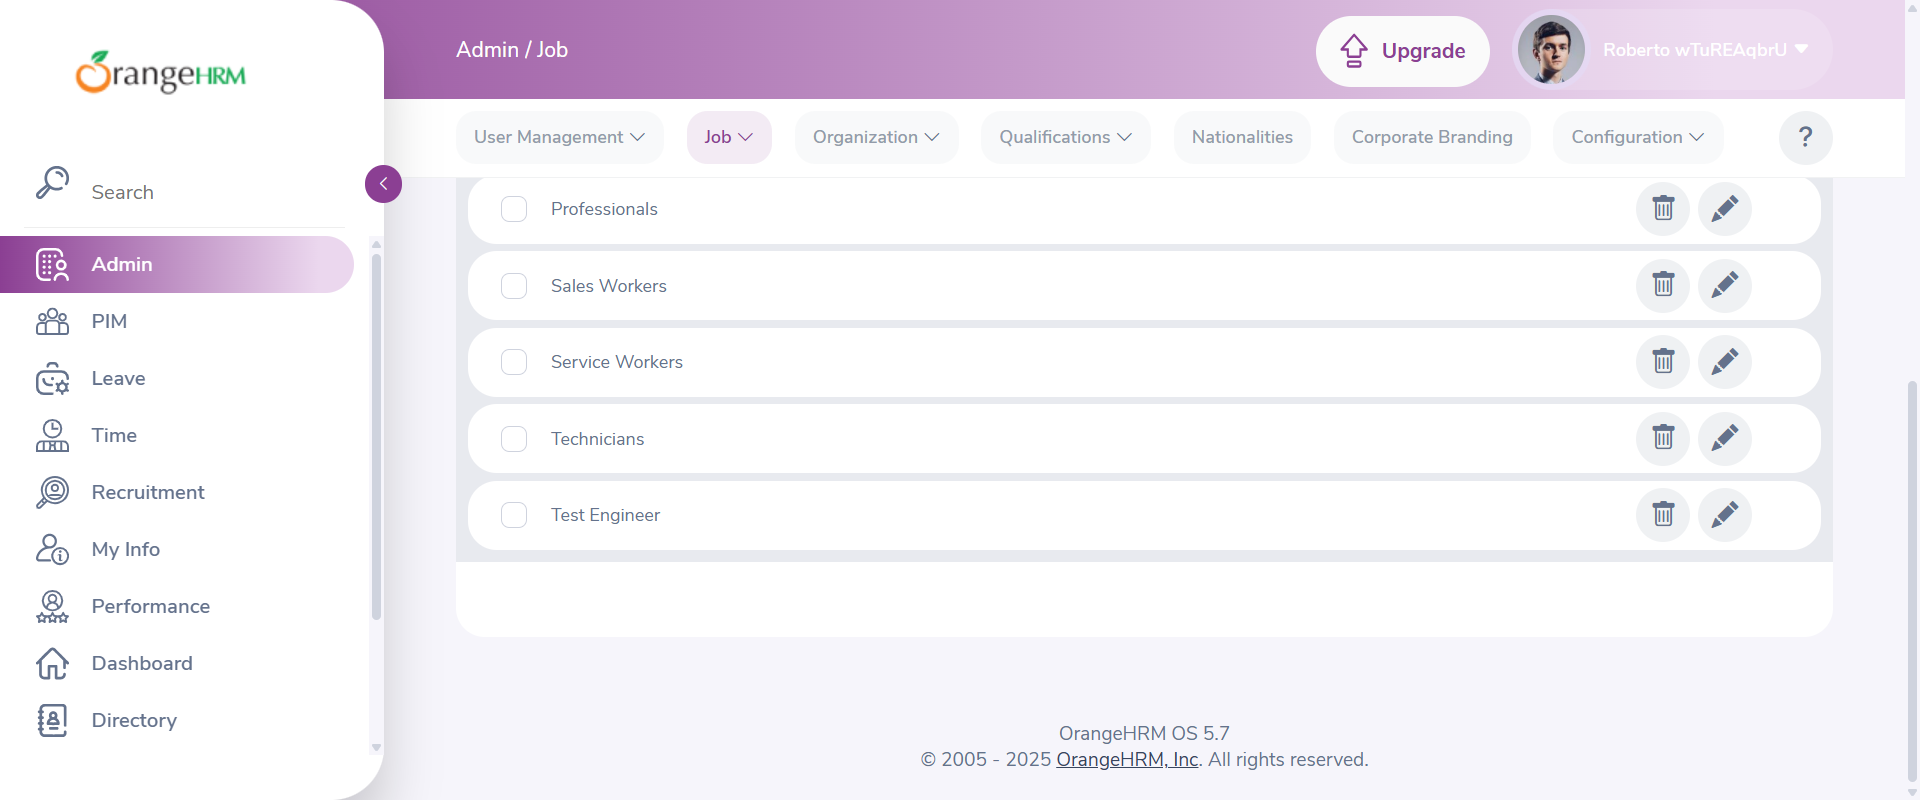 OrangeHRM
Admin / Job
Upgrade
Roberto wTuREAqbrU
User Management
Job
Organization
Qualifications
Nationalities
Corporate Branding
Configuration
?
Search
Admin
PIM
Leave
Time
Recruitment
My Info
Performance
Dashboard
Directory
Professionals
Sales Workers
Service Workers
Technicians
Test Engineer
OrangeHRM OS 5.7
© 2005 - 2025 OrangeHRM, Inc. All rights reserved.